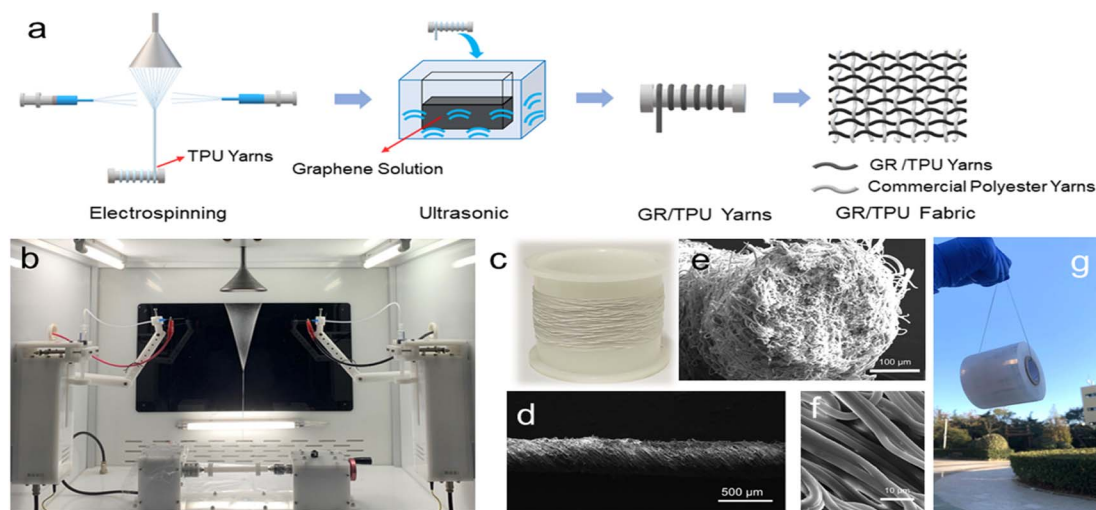 a
TPU Yarns
Graphene Solution
GR /TPU Yarns
Commercial Polyester Yarns
Electrospinning
Ultrasonic
GR/TPU Yarns
GR/TPU Fabric
b
c
e
100 μm
g
d
500 μm
f
10 μm